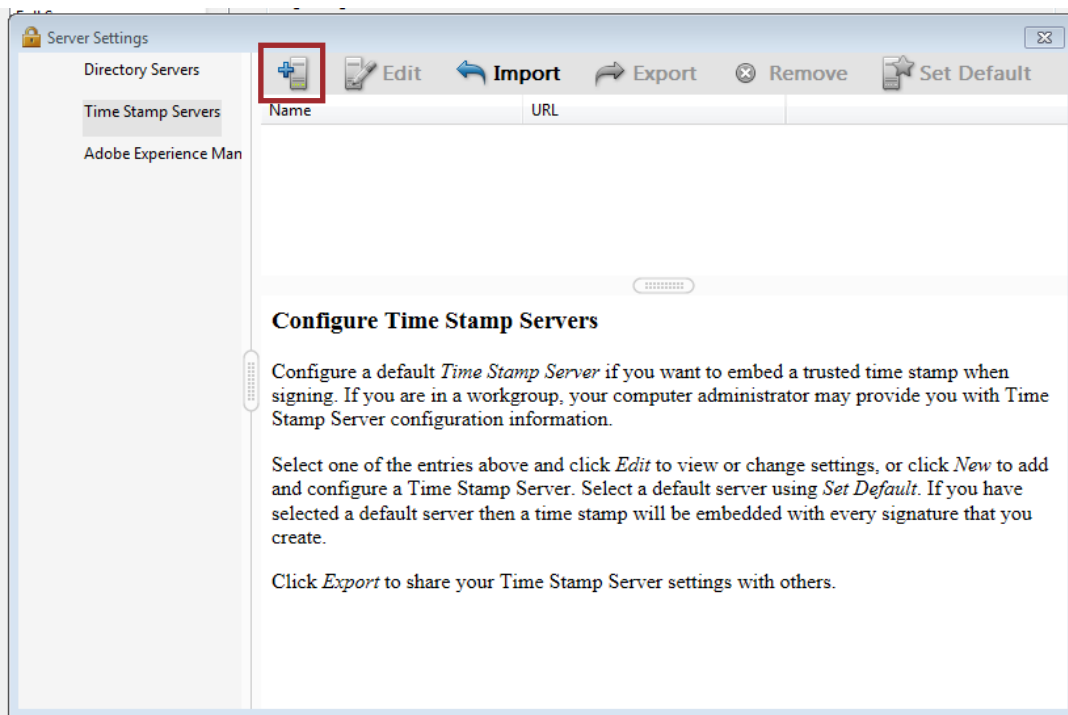 Server Settings
Directory Servers
Time Stamp Servers
Adobe Experience Man
Edit Import Export Remove Set Default
Name URL
Configure Time Stamp Servers
Configure a default Time Stamp Server if you want to embed a trusted time stamp when
signing. If you are in a workgroup, your computer administrator may provide you with Time
Stamp Server configuration information.
Select one of the entries above and click Edit to view or change settings, or click New to add
and configure a Time Stamp Server. Select a default server using Set Default. If you have
selected a default server then a time stamp will be embedded with every signature that you
create.
Click Export to share your Time Stamp Server settings with others.